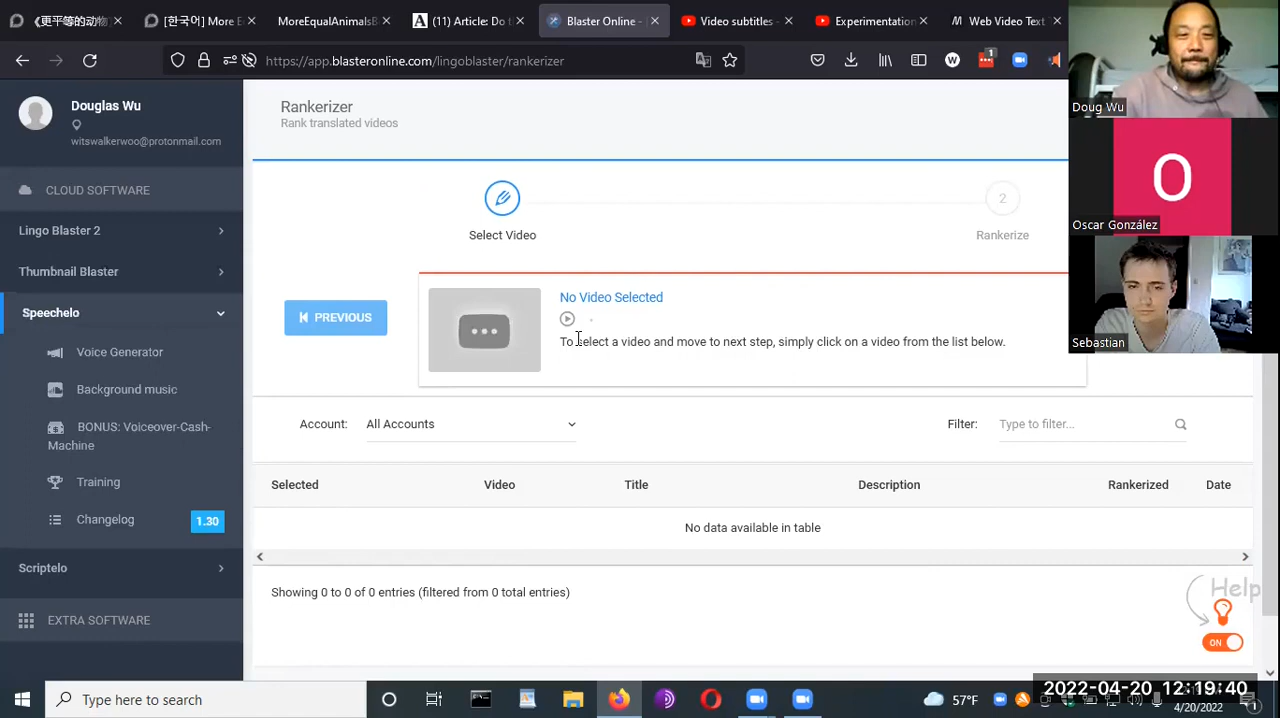 《更平等的动物
[한국어] More E
MoreEqualAnimalsB
(11) Article: Do t
Blaster Online -
Video subtitles -
Experimentation
Web Video Text
https://app.blasteronline.com/lingoblaster/rankerizer
1
Doug Wu
Oscar González
Sebastian
O
Douglas Wu
witswalkerwoo@protonmail.com
CLOUD SOFTWARE
Lingo Blaster 2
Thumbnail Blaster
Speechelo
Voice Generator
Background music
BONUS: Voiceover-Cash-
Machine
Training
Changelog
1.30
Scriptelo
EXTRA SOFTWARE
Rankerizer
Rank translated videos
2
Select Video
Rankerize
PREVIOUS
No Video Selected
To select a video and move to next step, simply click on a video from the list below.
Account: All Accounts
Filter: Type to filter...
Selected Video Title Description Rankerized Date
No data available in table
Showing 0 to 0 of 0 entries (filtered from 0 total entries)
Help
ON
Type here to search
57°F
2022-04-20 12:19:40
4/20/2022